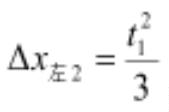 Δx左2 = t₁²/3